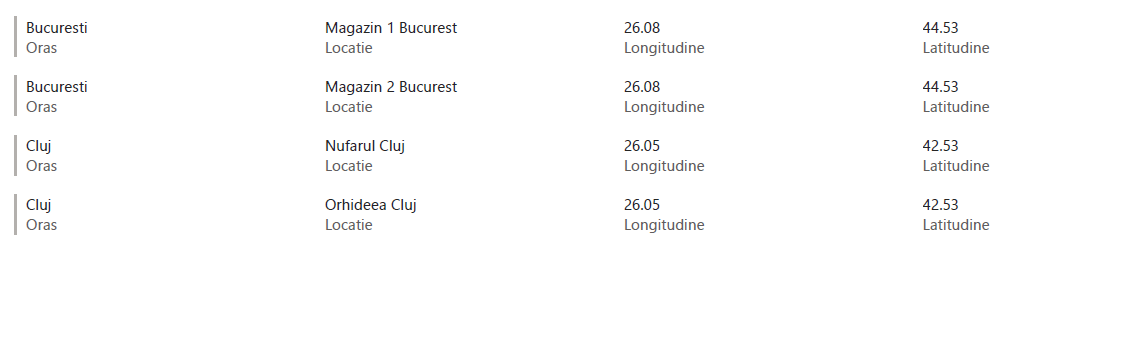 Bucuresti Magazin 1 Bucurest 26.08 44.53
Oras Locatie Longitudine Latitudine
Bucuresti Magazin 2 Bucurest 26.08 44.53
Oras Locatie Longitudine Latitudine
Cluj Nufarul Cluj 26.05 42.53
Oras Locatie Longitudine Latitudine
Cluj Orhideea Cluj 26.05 42.53
Oras Locatie Longitudine Latitudine